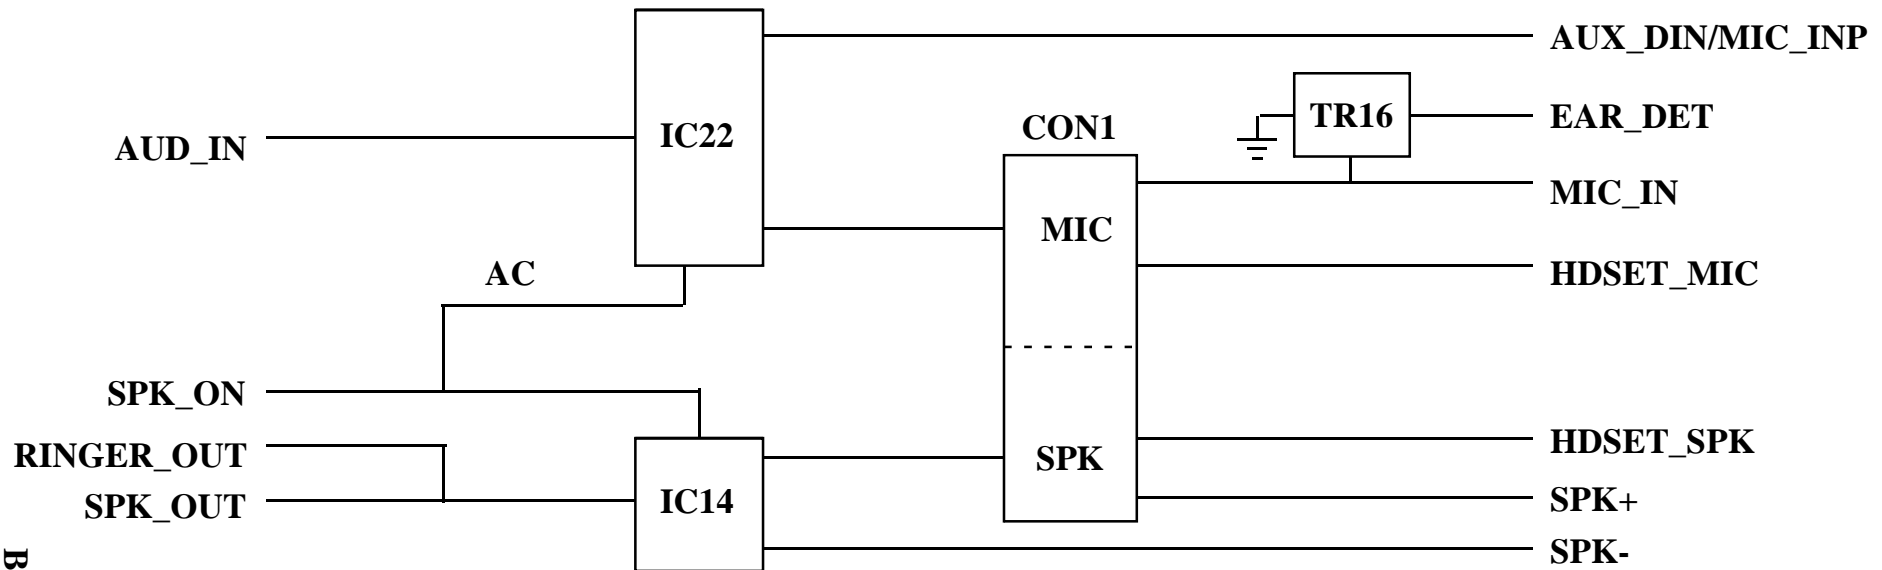 AUX_DIN/MIC_INP
TR16
EAR_DET
CON1
IC22
AUD_IN
MIC_IN
MIC
AC
HDSET_MIC
SPK_ON
HDSET_SPK
RINGER_OUT
SPK
SPK_OUT
IC14
SPK+
SPK-
B